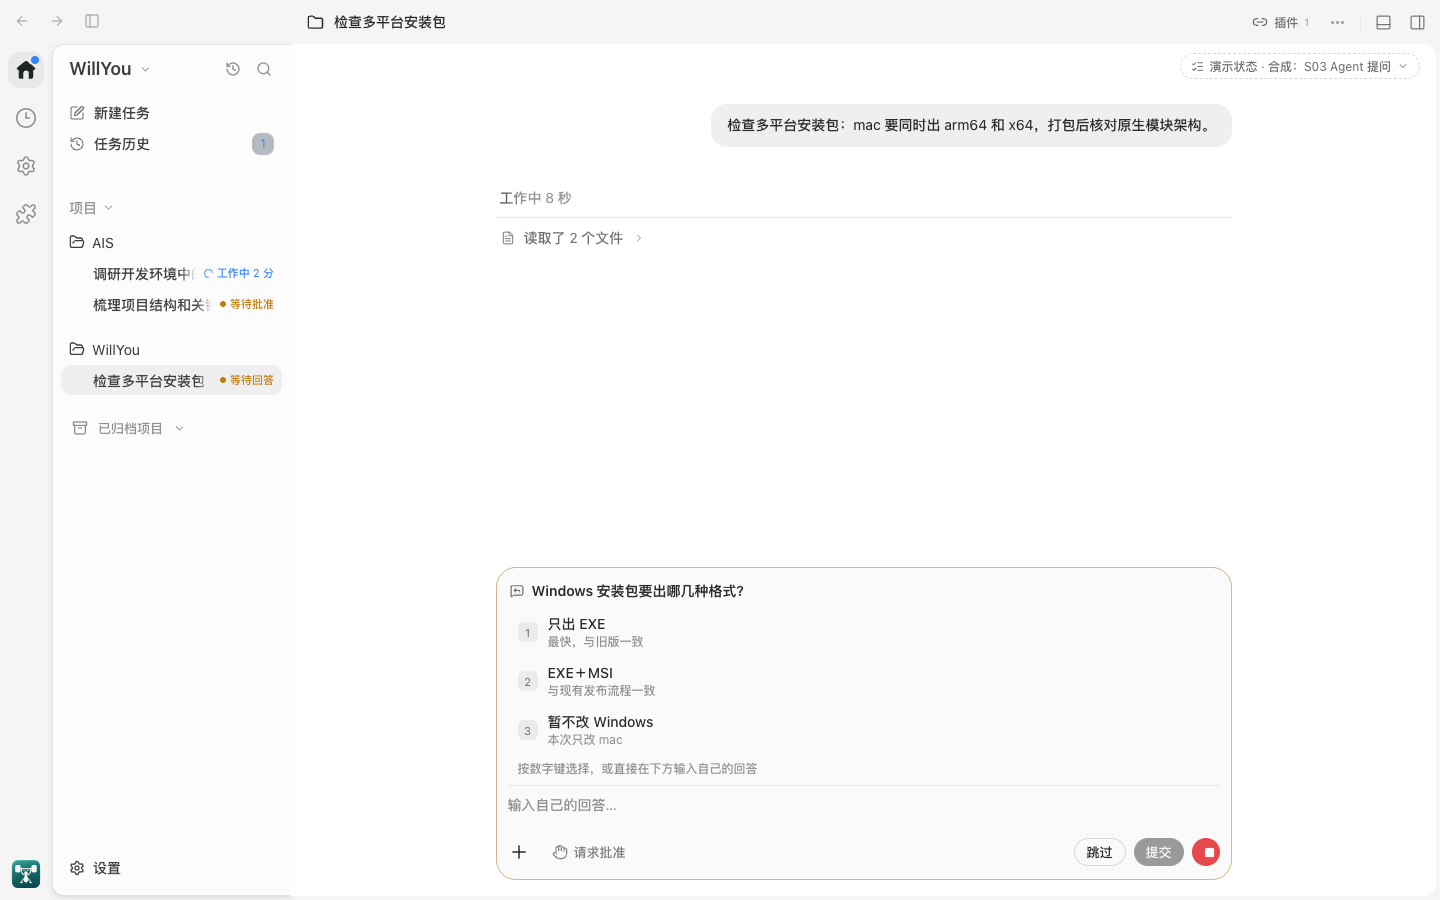 检查多平台安装包
插件 1
WillYou
演示状态 · 合成：S03 Agent 提问
新建任务
任务历史 1
检查多平台安装包：mac 要同时出 arm64 和 x64，打包后核对原生模块架构。
项目
AIS
调研开发环境中 工作中 2 分
梳理项目结构和关 等待批准
WillYou
检查多平台安装包 等待回答
已归档项目
设置
工作中 8 秒
读取了 2 个文件
Windows 安装包要出哪几种格式？
1 只出 EXE
最快，与旧版一致
2 EXE＋MSI
与现有发布流程一致
3 暂不改 Windows
本次只改 mac
按数字键选择，或直接在下方输入自己的回答
输入自己的回答...
请求批准
跳过
提交